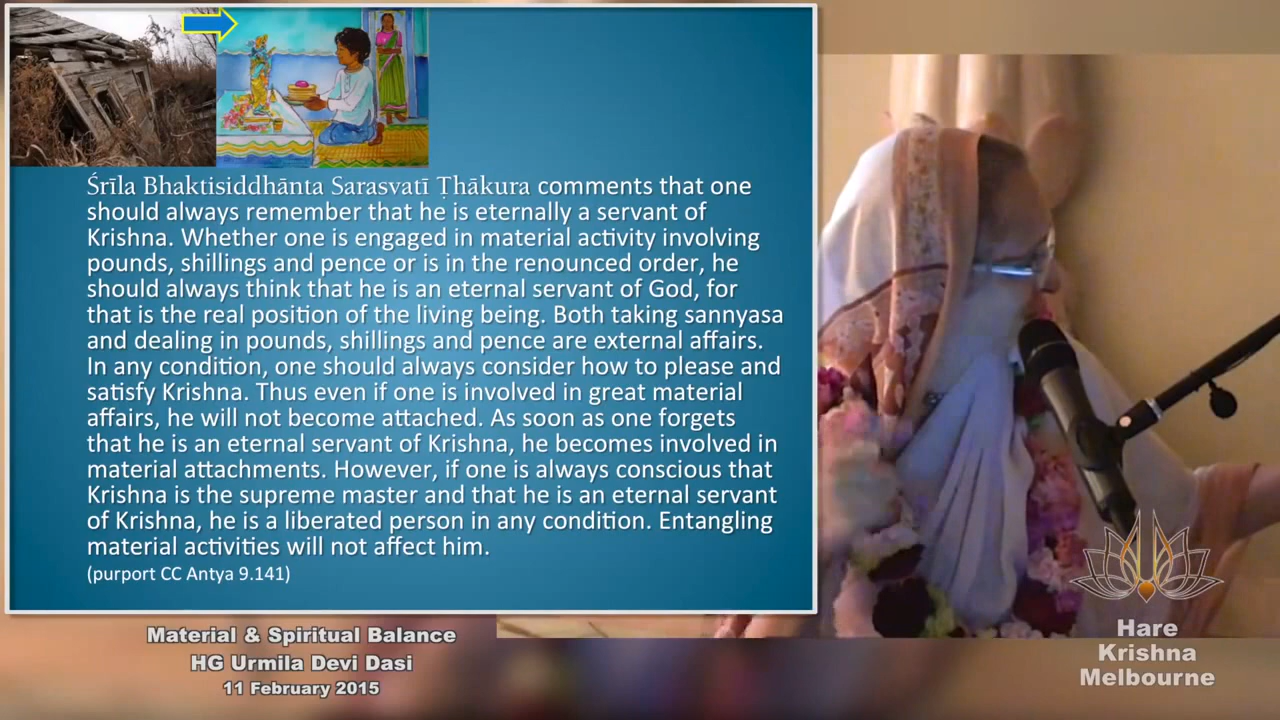 Śrīla Bhaktisiddhānta Sarasvatī Ṭhākura comments that one
should always remember that he is eternally a servant of
Krishna. Whether one is engaged in material activity involving
pounds, shillings and pence or is in the renounced order, he
should always think that he is an eternal servant of God, for
that is the real position of the living being. Both taking sannyasa
and dealing in pounds, shillings and pence are external affairs.
In any condition, one should always consider how to please and
satisfy Krishna. Thus even if one is involved in great material
affairs, he will not become attached. As soon as one forgets
that he is an eternal servant of Krishna, he becomes involved in
material attachments. However, if one is always conscious that
Krishna is the supreme master and that he is an eternal servant
of Krishna, he is a liberated person in any condition. Entangling
material activities will not affect him.
(purport CC Antya 9.141)
Material & Spiritual Balance
HG Urmila Devi Dasi
11 February 2015
Hare
Krishna
Melbourne